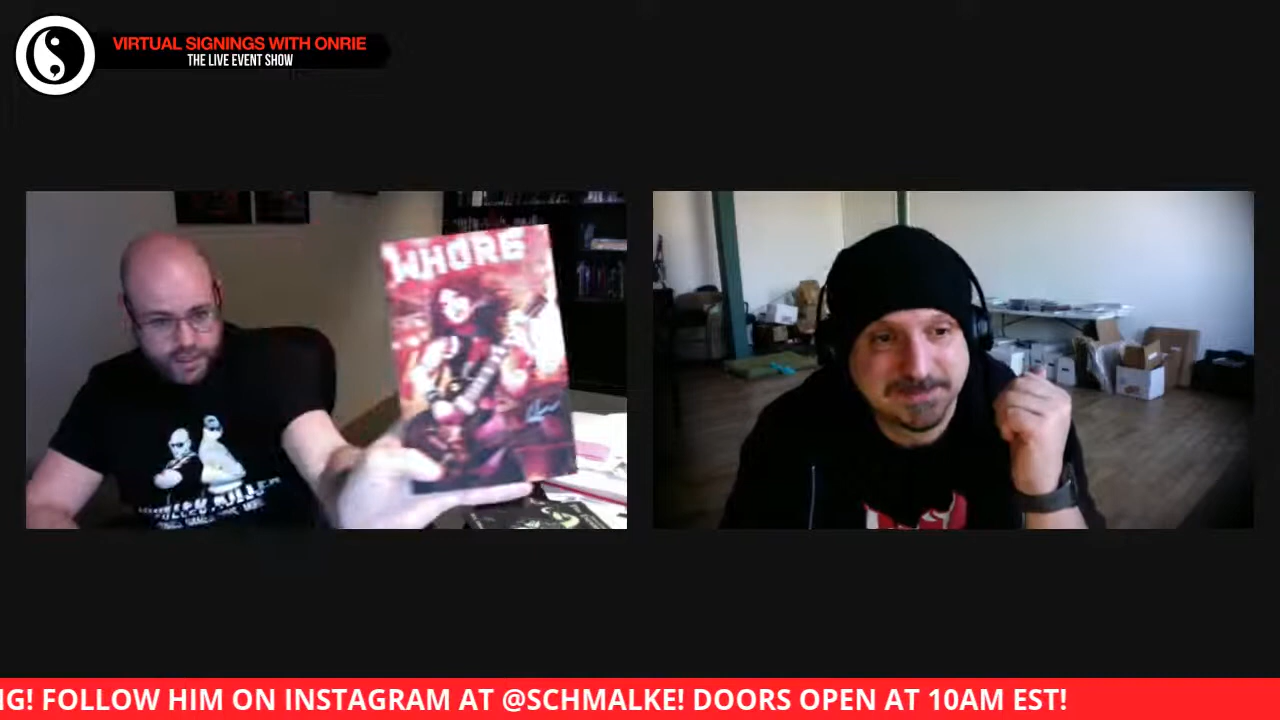 VIRTUAL SIGNINGS WITH ONRIE
THE LIVE EVENT SHOW
WHORE
NG! FOLLOW HIM ON INSTAGRAM AT @SCHMALKE! DOORS OPEN AT 10AM EST!